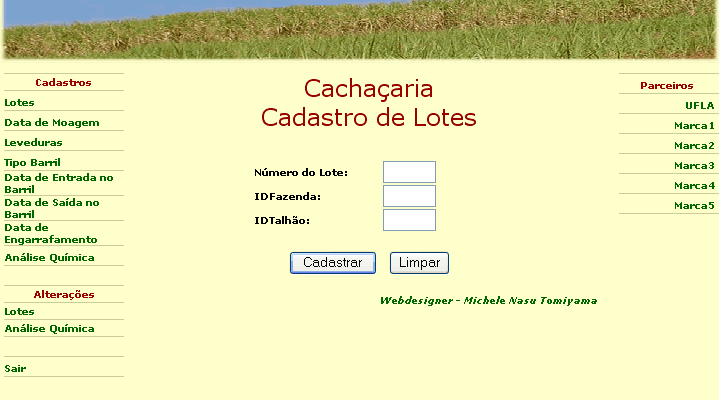 Cadastros
Lotes
Data de Moagem
Leveduras
Tipo Barril
Data de Entrada no
Barril
Data de Saída no
Barril
Data de
Engarrafamento
Análise Química
Alterações
Lotes
Análise Química
Sair
Cachaçaria
Cadastro de Lotes
Número do Lote:
IDFazenda:
IDTalhão:
Cadastrar Limpar
Webdesigner - Michele Nasu Tomiyama
Parceiros
UFLA
Marca1
Marca2
Marca3
Marca4
Marca5